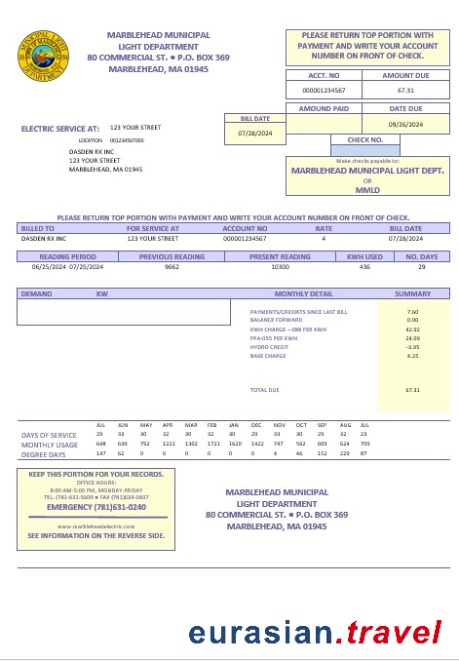 MARBLEHEAD MUNICIPAL
LIGHT DEPARTMENT
80 COMMERCIAL ST. ● P.O. BOX 369
MARBLEHEAD, MA 01945
PLEASE RETURN TOP PORTION WITH
PAYMENT AND WRITE YOUR ACCOUNT
NUMBER ON FRONT OF CHECK.
ACCT. NO AMOUNT DUE
000001234567 67.31
AMOUND PAID DATE DUE
09/26/2024
BILL DATE
07/28/2024
CHECK NO.
ELECTRIC SERVICE AT: 123 YOUR STREET
LOCATION: 001234567000
DASDEN RX INC
123 YOUR STREET
MARBLEHEAD, MA 01945
Make checks payable to:
MARBLEHEAD MUNICIPAL LIGHT DEPT.
OR
MMLD
PLEASE RETURN TOP PORTION WITH PAYMENT AND WRITE YOUR ACCOUNT NUMBER ON FRONT OF CHECK.
BILLED TO FOR SERVICE AT ACCOUNT NO RATE BILL DATE
DASDEN RX INC 123 YOUR STREET 000001234567 4 07/28/2024
READING PERIOD PREVIOUS READING PRESENT READING KWH USED NO. DAYS
06/25/2024 07/25/2024 9662 10300 436 29
DEMAND KW MONTHLY DETAIL SUMMARY
PAYMENTS/CREDITS SINCE LAST BILL 7.60
BALANCE FORWARD 0.00
KWH CHARGE –.098 PER KWH 42.92
PPA-055 PER KWH 24.09
HYDRO CREDIT -3.95
BASE CHARGE 4.25
TOTAL DUE 67.31
JUL JUN MAY APR MAR FEB JAN DEC NOV OCT SEP AUG JUL
DAYS OF SERVICE 29 33 30 32 30 32 30 29 33 30 25 32 23
MONTHLY USAGE 648 639 792 1221 1302 1721 1620 1422 747 562 609 624 703
DEGREE DAYS 147 62 0 0 0 0 0 0 4 46 152 229 97
KEEP THIS PORTION FOR YOUR RECORDS.
OFFICE HOURS:
8:00 AM-5:00 PM, MONDAY-FRIDAY
TEL. (781-631-5600 ● FAX (781)639-0497
EMERGENCY (781)631-0240
www.marbleheadelectric.com
SEE INFORMATION ON THE REVERSE SIDE.
MARBLEHEAD MUNICIPAL
LIGHT DEPARTMENT
80 COMMERCIAL ST. ● P.O. BOX 369
MARBLEHEAD, MA 01945
eurasian.travel